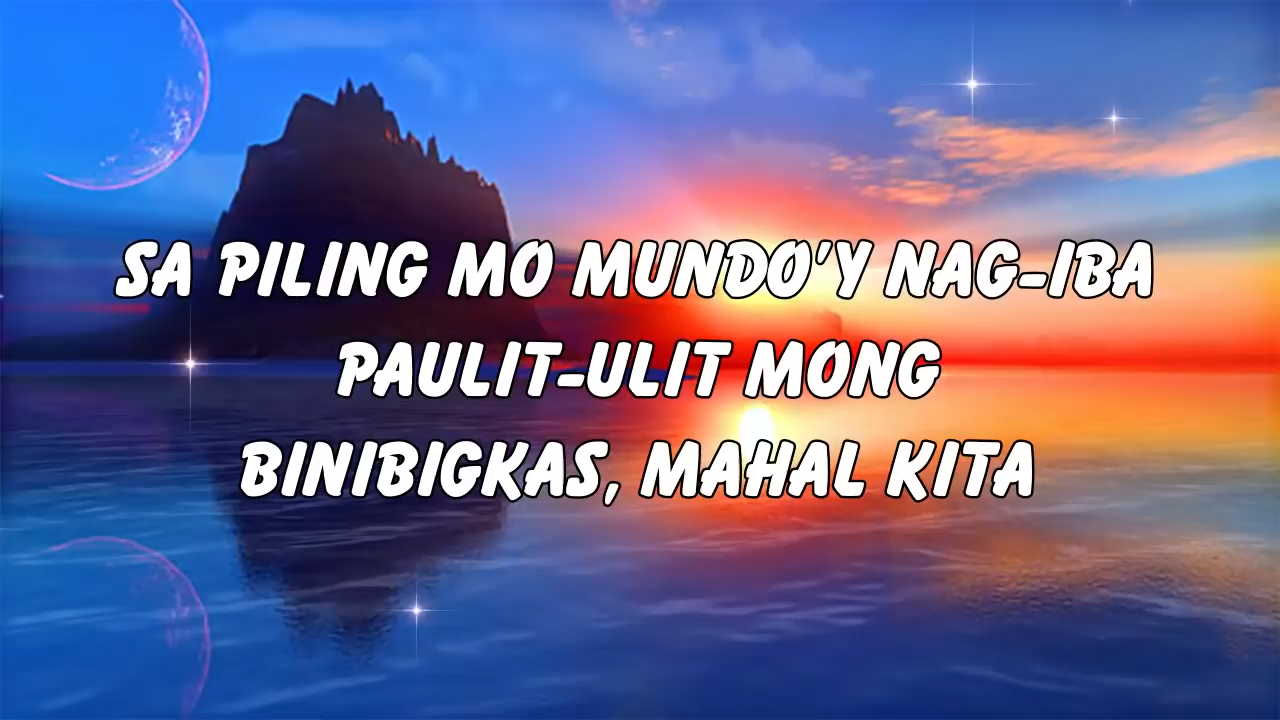 SA PILING MO MUNDO'Y NAG-IBA
PAULIT-ULIT MONG
BINIBIGKAS, MAHAL KITA